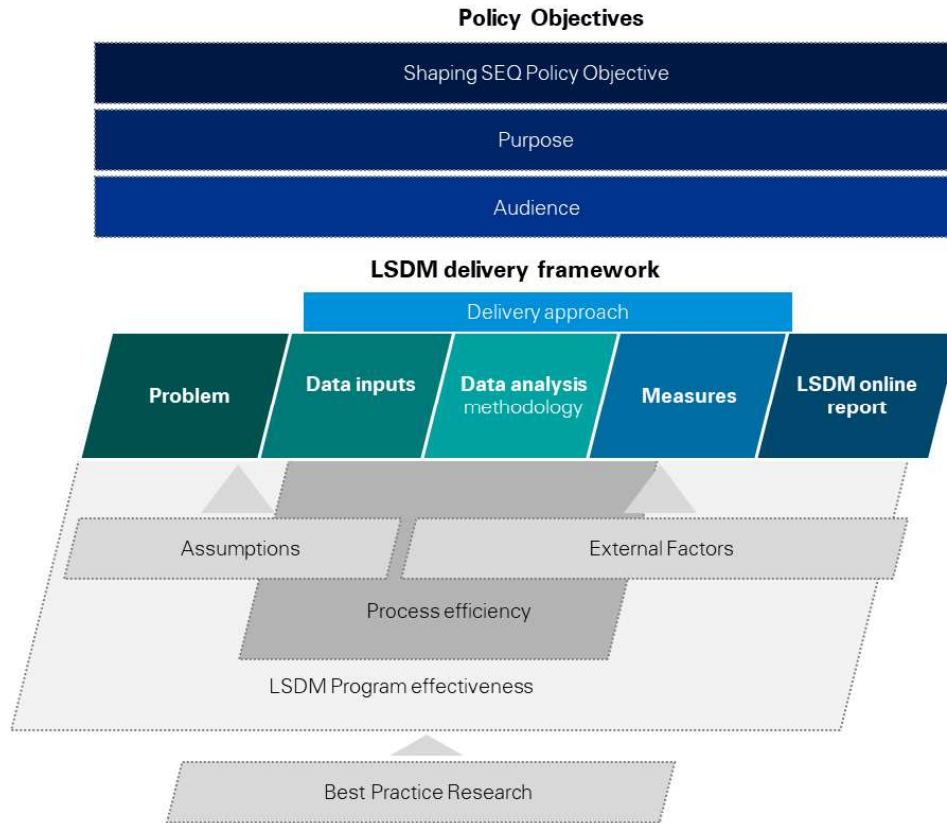 Policy Objectives
Shaping SEQ Policy Objective
Purpose
Audience
LSDM delivery framework
Delivery approach
Problem
Data inputs
Data analysis
methodology
Measures
LSDM online
report
Assumptions
External Factors
Process efficiency
LSDM Program effectiveness
Best Practice Research